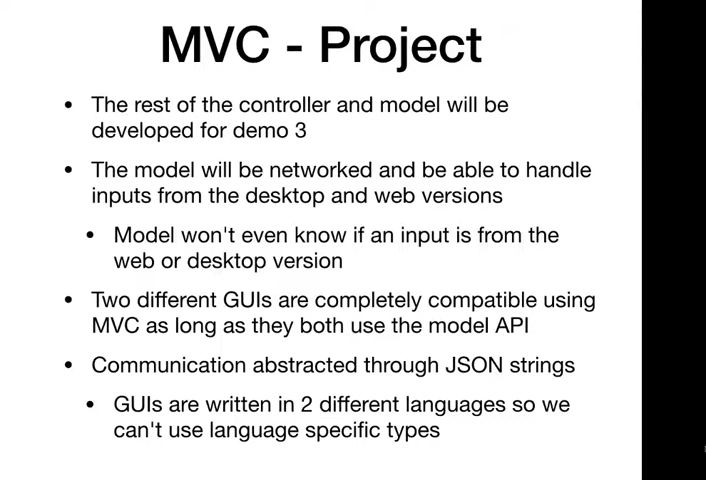 MVC - Project
• The rest of the controller and model will be
developed for demo 3
• The model will be networked and be able to handle
inputs from the desktop and web versions
• Model won't even know if an input is from the
web or desktop version
• Two different GUIs are completely compatible using
MVC as long as they both use the model API
• Communication abstracted through JSON strings
• GUIs are written in 2 different languages so we
can't use language specific types